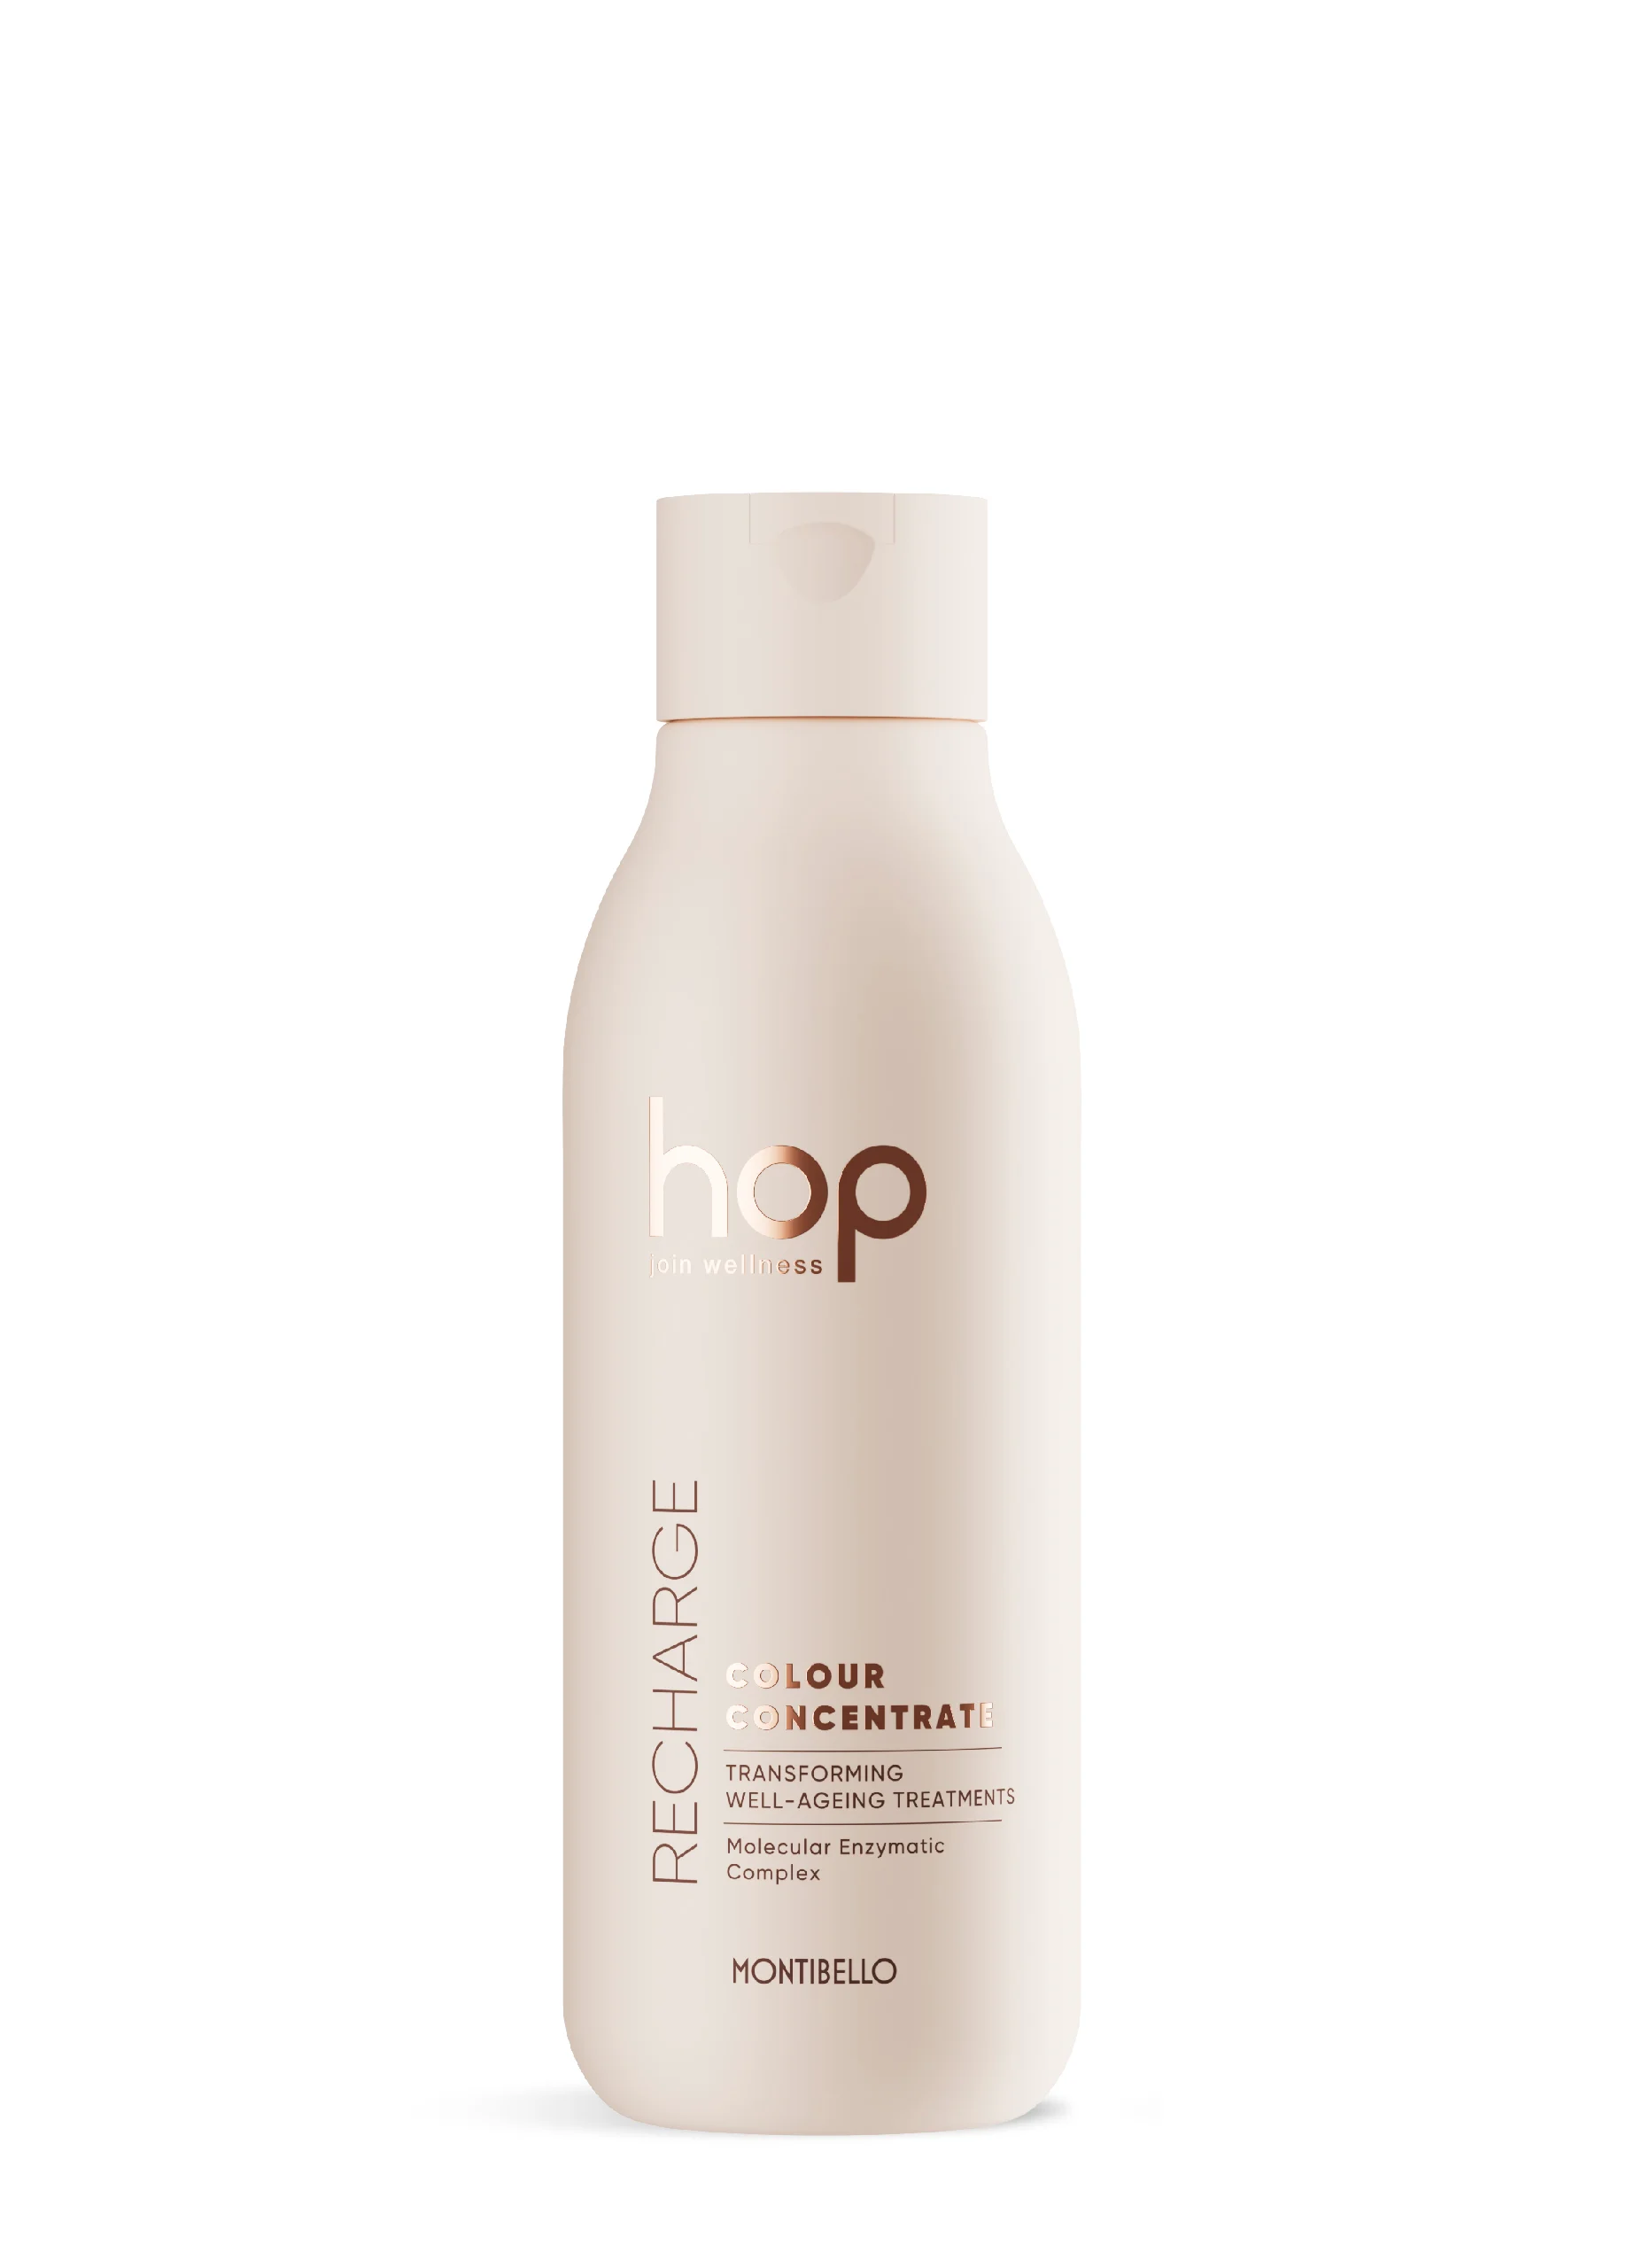 hop
join wellness
RECHARGE
COLOUR
CONCENTRATE
TRANSFORMING
WELL-AGEING TREATMENTS
Molecular Enzymatic
Complex
MONTIBELLO